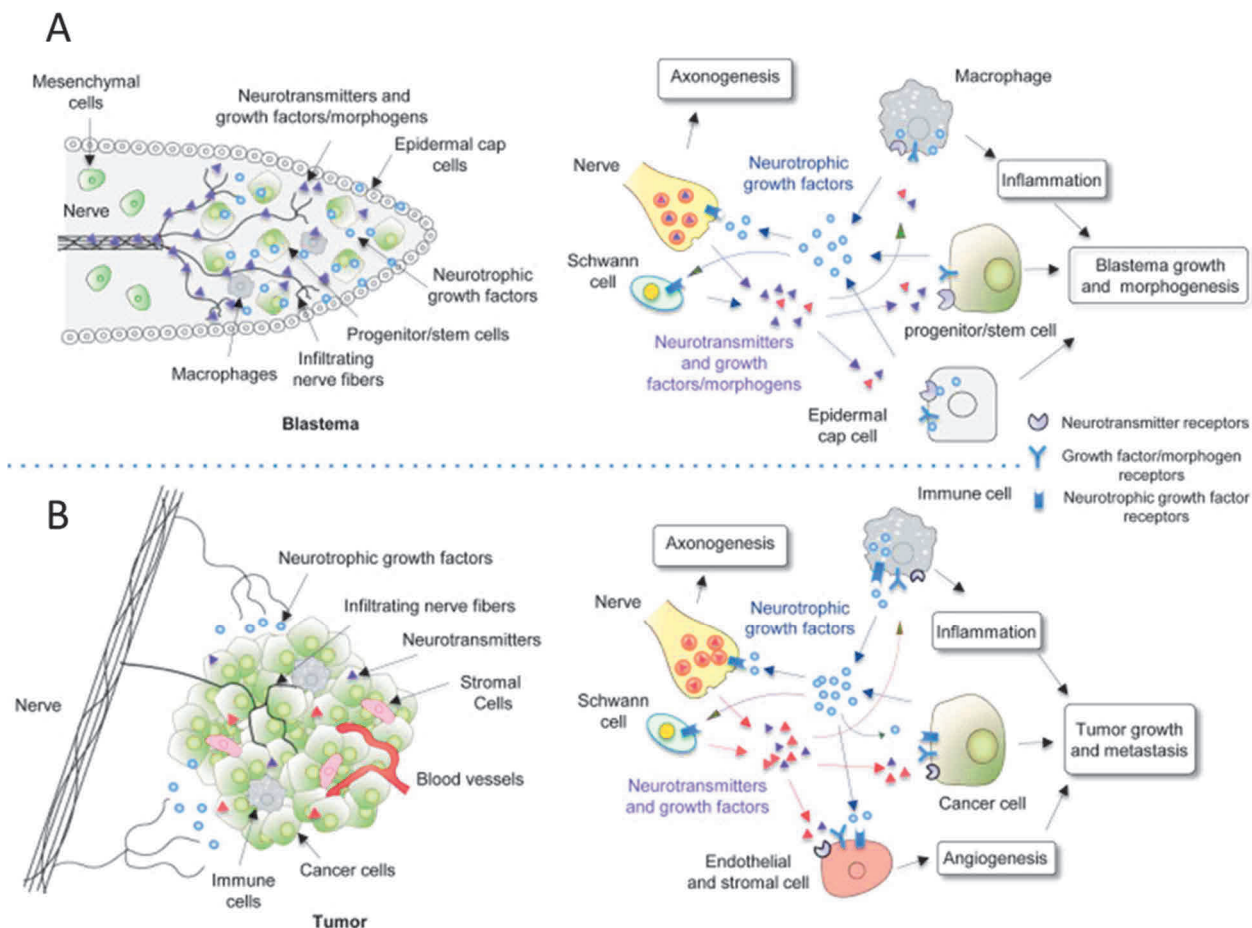 A
Mesenchymal
cells
Neurotransmitters and
growth factors/morphogens
Epidermal cap
cells
Nerve
Neurotrophic
growth factors
Progenitor/stem cells
Infiltrating
nerve fibers
Macrophages
Blastema
Axonogenesis
Macrophage
Nerve
Neurotrophic
growth factors
Inflammation
Schwann
cell
Blastema growth
and morphogenesis
progenitor/stem cell
Neurotransmitters
and growth
factors/morphogens
Epidermal
cap cell
Neurotransmitter receptors
Growth factor/morphogen
receptors
Neurotrophic growth factor
receptors
B
Neurotrophic growth factors
Infiltrating nerve fibers
Neurotransmitters
Stromal
Cells
Nerve
Blood vessels
Cancer cells
Immune
cells
Tumor
Immune cell
Axonogenesis
Nerve
Neurotrophic
growth factors
Inflammation
Schwann
cell
Tumor growth
and metastasis
Neurotransmitters
and growth factors
Cancer cell
Endothelial
and stromal cell
Angiogenesis